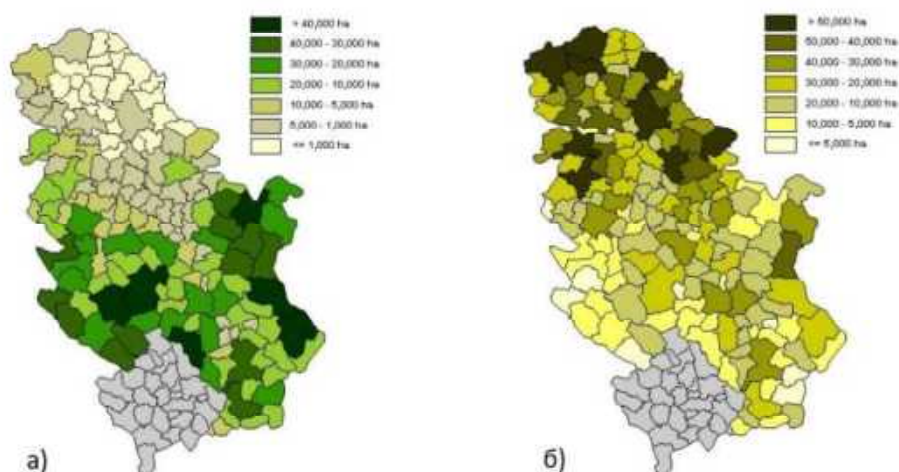 > 40,000 ha
40,000 - 30,000 ha
30,000 - 20,000 ha
20,000 - 10,000 ha
10,000 - 5,000 ha
5,000 - 1,000 ha
<= 1,000 ha
> 50,000 ha
50,000 - 40,000 ha
40,000 - 30,000 ha
30,000 - 20,000 ha
20,000 - 10,000 ha
10,000 - 5,000 ha
<= 5,000 ha
а)
б)